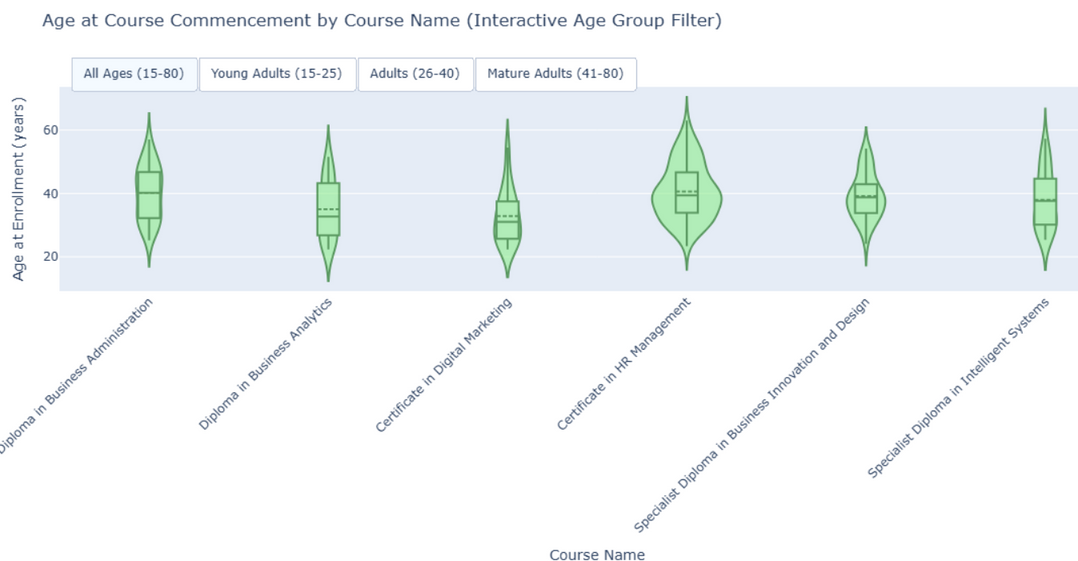 Age at Course Commencement by Course Name (Interactive Age Group Filter)
All Ages (15-80)
Young Adults (15-25)
Adults (26-40)
Mature Adults (41-80)
Age at Enrollment (years)
60
40
20
Diploma in Business Administration
Diploma in Business Analytics
Certificate in Digital Marketing
Certificate in HR Management
Specialist Diploma in Business Innovation and Design
Specialist Diploma in Intelligent Systems
Course Name